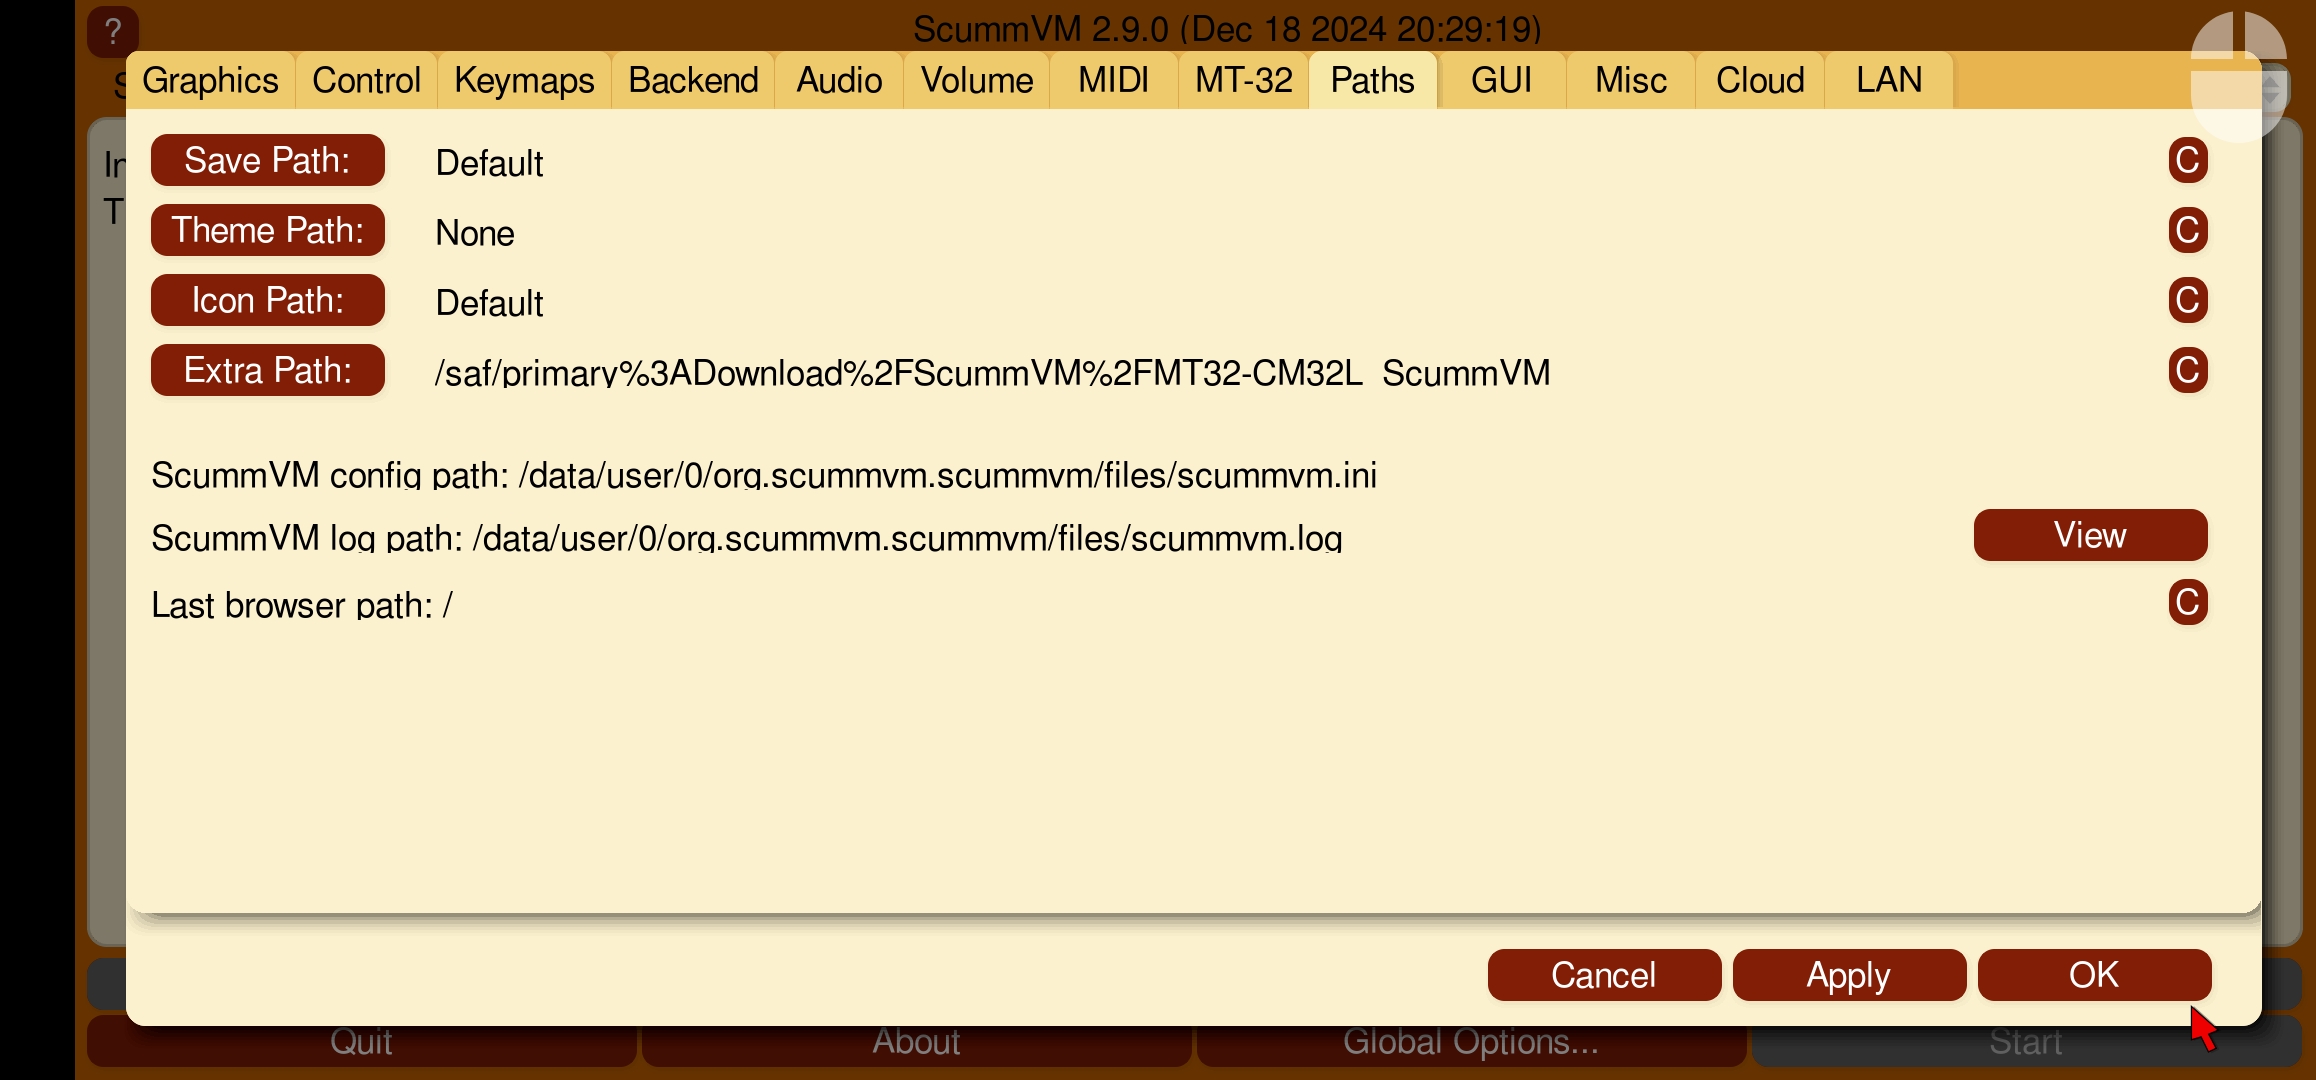 ?
ScummVM 2.9.0 (Dec 18 2024 20:29:19)
Graphics Control Keymaps Backend Audio Volume MIDI MT-32 Paths GUI Misc Cloud LAN
Save Path: Default C
Theme Path: None C
Icon Path: Default C
Extra Path: /saf/primary%3ADownload%2FScummVM%2FMT32-CM32L ScummVM C
ScummVM config path: /data/user/0/org.scummvm.scummvm/files/scummvm.ini
ScummVM log path: /data/user/0/org.scummvm.scummvm/files/scummvm.log View
Last browser path: / C
Cancel Apply OK
Quit About Global Options... Start